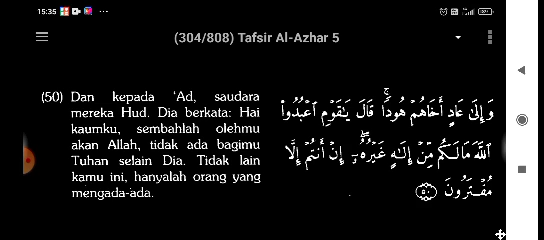 15:35
(304/808) Tafsir Al-Azhar 5
(50) Dan kepada 'Ad, saudara
mereka Hud. Dia berkata: Hai
kaumku, sembahlah olehmu
akan Allah, tidak ada bagimu
Tuhan selain Dia. Tidak lain
kamu ini, hanyalah orang yang
mengada-ada.
وَإِلَىٰ عَادٍ أَخَاهُمْ هُودًا ۚ قَالَ يَٰقَوْمِ ٱعْبُدُوا۟
ٱللَّهَ مَالَكُم مِّنْ إِلَٰهٍ غَيْرُهُۥٓ ۖ إِنْ أَنتُمْ إِلَّا
مُفْتَرُونَ ﴿٥٠﴾